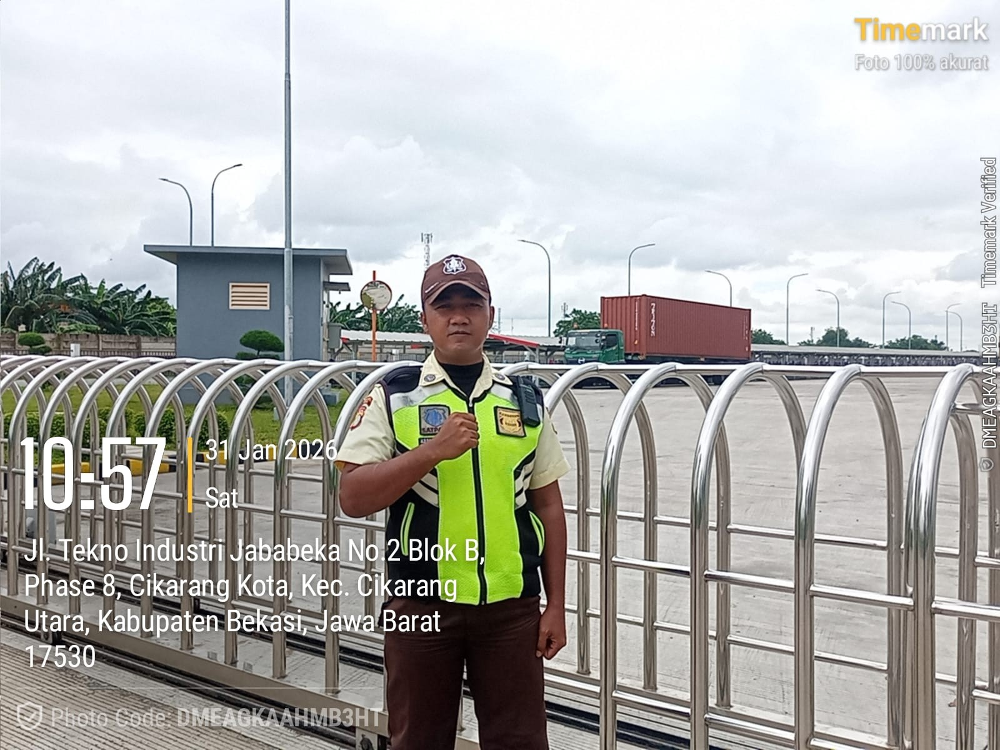 Timemark
Foto 100% akurat
DMEAGKAAHMB3HT Timemark Verified
10:57
31 Jan 2026
Sat
Jl. Tekno Industri Jababeka No.2 Blok B,
Phase 8, Cikarang Kota, Kec. Cikarang
Utara, Kabupaten Bekasi, Jawa Barat
17530
Photo Code: DMEAGKAAHMB3HT